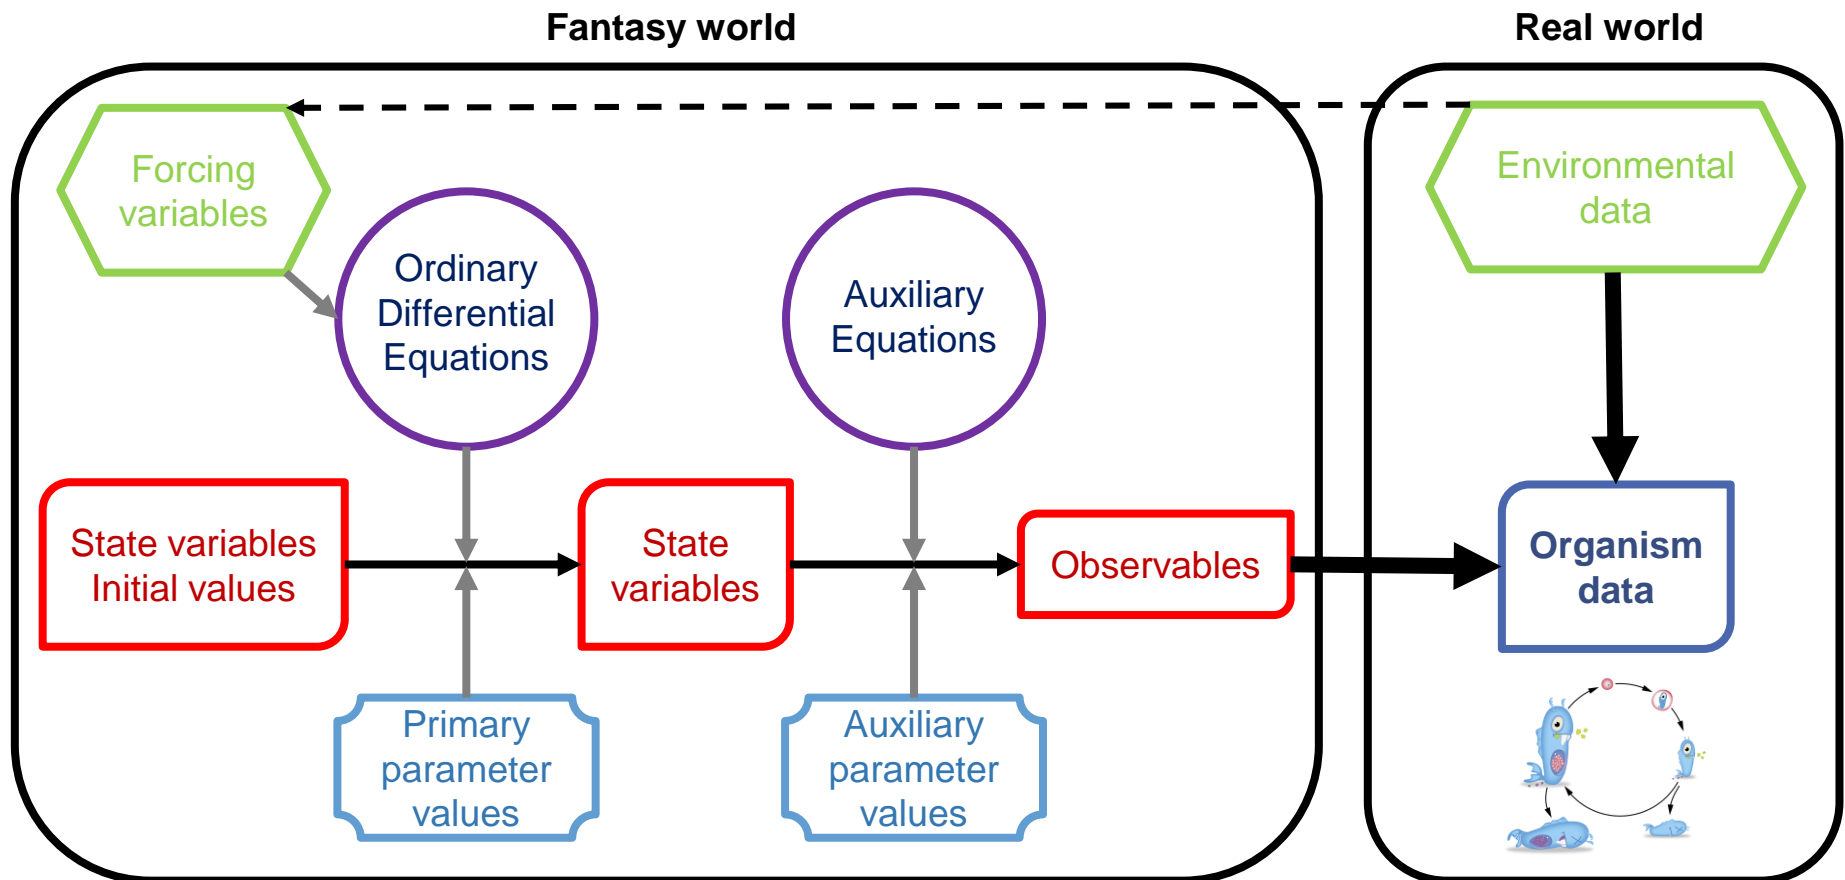 Fantasy world
Real world
Forcing
variables
Environmental
data
Ordinary
Differential
Equations
Auxiliary
Equations
State variables
Initial values
State
variables
Observables
Organism
data
Primary
parameter
values
Auxiliary
parameter
values